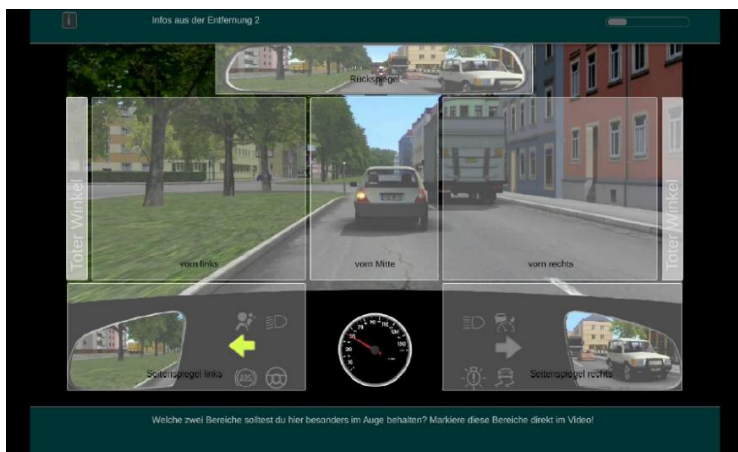 i Infos aus der Entfernung 2
Rückspiegel
Toter Winkel
vorn links
vorn Mitte
vorn rechts
Toter Winkel
Seitenspiegel links
(ABS)
Seitenspiegel rechts
Welche zwei Bereiche solltest du hier besonders im Auge behalten? Markiere diese Bereiche direkt im Video!